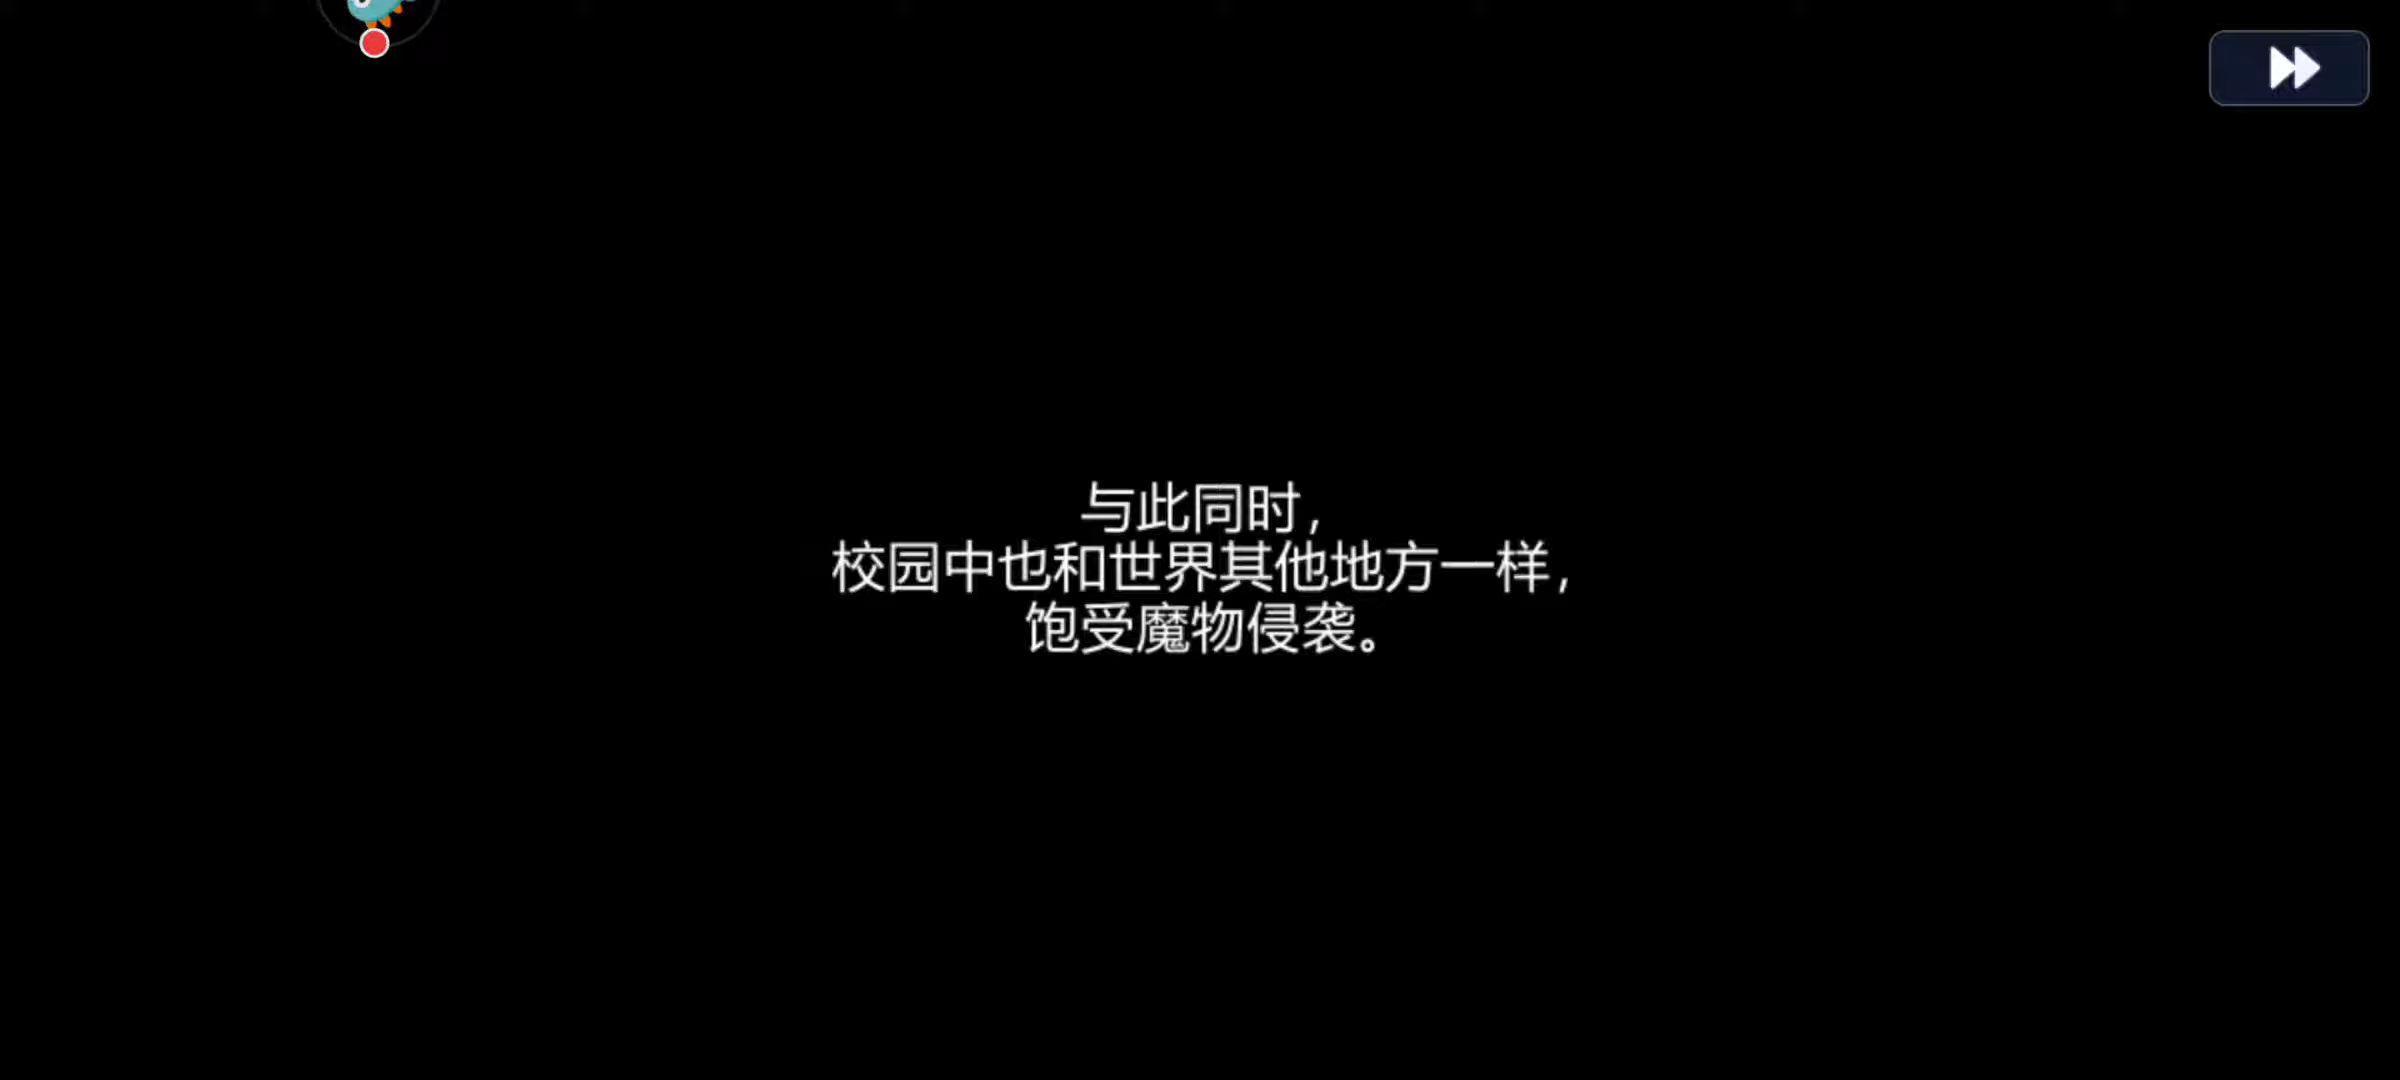 与此同时，
校园中也和世界其他地方一样，
饱受魔物侵袭。